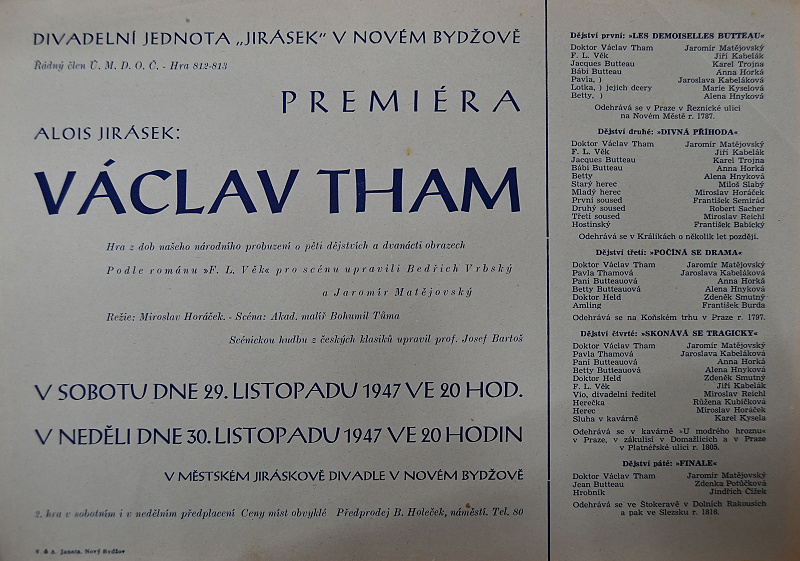 DIVADELNÍ JEDNOTA „JIRÁSEK" V NOVÉM BYDŽOVĚ
Řádný člen Ú. M. D. O. Č. - Hra 812-813
PREMIÉRA
ALOIS JIRÁSEK:
VÁCLAV THAM
Hra z dob našeho národního probuzení o pěti dějstvích a dvanácti obrazech
Podle románu »F. L. Věk« pro scénu upravili Bedřich Vrbský
a Jaromír Matějovský
Režie: Miroslav Horáček. - Scéna: Akad. malíř Bohumil Tůma
Scénickou hudbu z českých klasiků upravil prof. Josef Bartoš
V SOBOTU DNE 29. LISTOPADU 1947 VE 20 HOD.
V NEDĚLI DNE 30. LISTOPADU 1947 VE 20 HODIN
V MĚSTSKÉM JIRÁSKOVĚ DIVADLE V NOVÉM BYDŽOVĚ
2. hra v sobotním i v nedělním předplacení Ceny míst obvyklé Předprodej B. Holeček, náměstí. Tel. 80
& A. Janata, Nový Bydžov
Dějství první: »LES DEMOISELLES BUTTEAU«
Doktor Václav Tham Jaromír Matějovský
F. L. Věk Jiří Kabelák
Jacques Butteau Karel Trojna
Bábi Butteau Anna Horká
Pavla, ) Jaroslava Kabeláková
Lotka, ) jejich dcery Marie Kyselová
Betty, ) Alena Hnyková
Odehrává se v Praze v Řeznické ulici
na Novém Městě r. 1787.
Dějství druhé: »DIVNÁ PŘÍHODA«
Doktor Václav Tham Jaromír Matějovský
F. L. Věk Jiří Kabelák
Jacques Butteau Karel Trojna
Bábi Butteau Anna Horká
Betty Alena Hnyková
Starý herec Miloš Slabý
Mladý herec Miroslav Horáček
První soused František Semirád
Druhý soused Robert Sacher
Třetí soused Miroslav Reichl
Hostinský František Babický
Odehrává se v Králíkách o několik let později.
Dějství třetí: »POČÍNÁ SE DRAMA«
Doktor Václav Tham Jaromír Matějovský
Pavla Thamová Jaroslava Kabeláková
Paní Butteauová Anna Horká
Betty Butteauová Alena Hnyková
Doktor Held Zdeněk Smutný
Amling František Burda
Odehrává se na Koňském trhu v Praze r. 1797.
Dějství čtvrté: »SKONÁVÁ SE TRAGICKY«
Doktor Václav Tham Jaromír Matějovský
Pavla Thamová Jaroslava Kabeláková
Paní Butteauová Anna Horká
Betty Butteauová Alena Hnyková
Doktor Held Zdeněk Smutný
F. L. Věk Jiří Kabelák
Vio, divadelní ředitel Miroslav Reichl
Herečka Růžena Kubíčková
Herec Miroslav Horáček
Sluha v kavárně Karel Kysela
Odehrává se v kavárně »U modrého hroznu«
v Praze, v zákulisí v Domažlicích a v Praze
v Platnéřské ulici r. 1805.
Dějství páté: »FINALE«
Doktor Václav Tham Jaromír Matějovský
Jean Butteau Zdenka Potůčková
Hrobník Jindřich Čížek
Odehrává se ve Štokeravě v Dolních Rakousích
a pak ve Slezsku r. 1816.